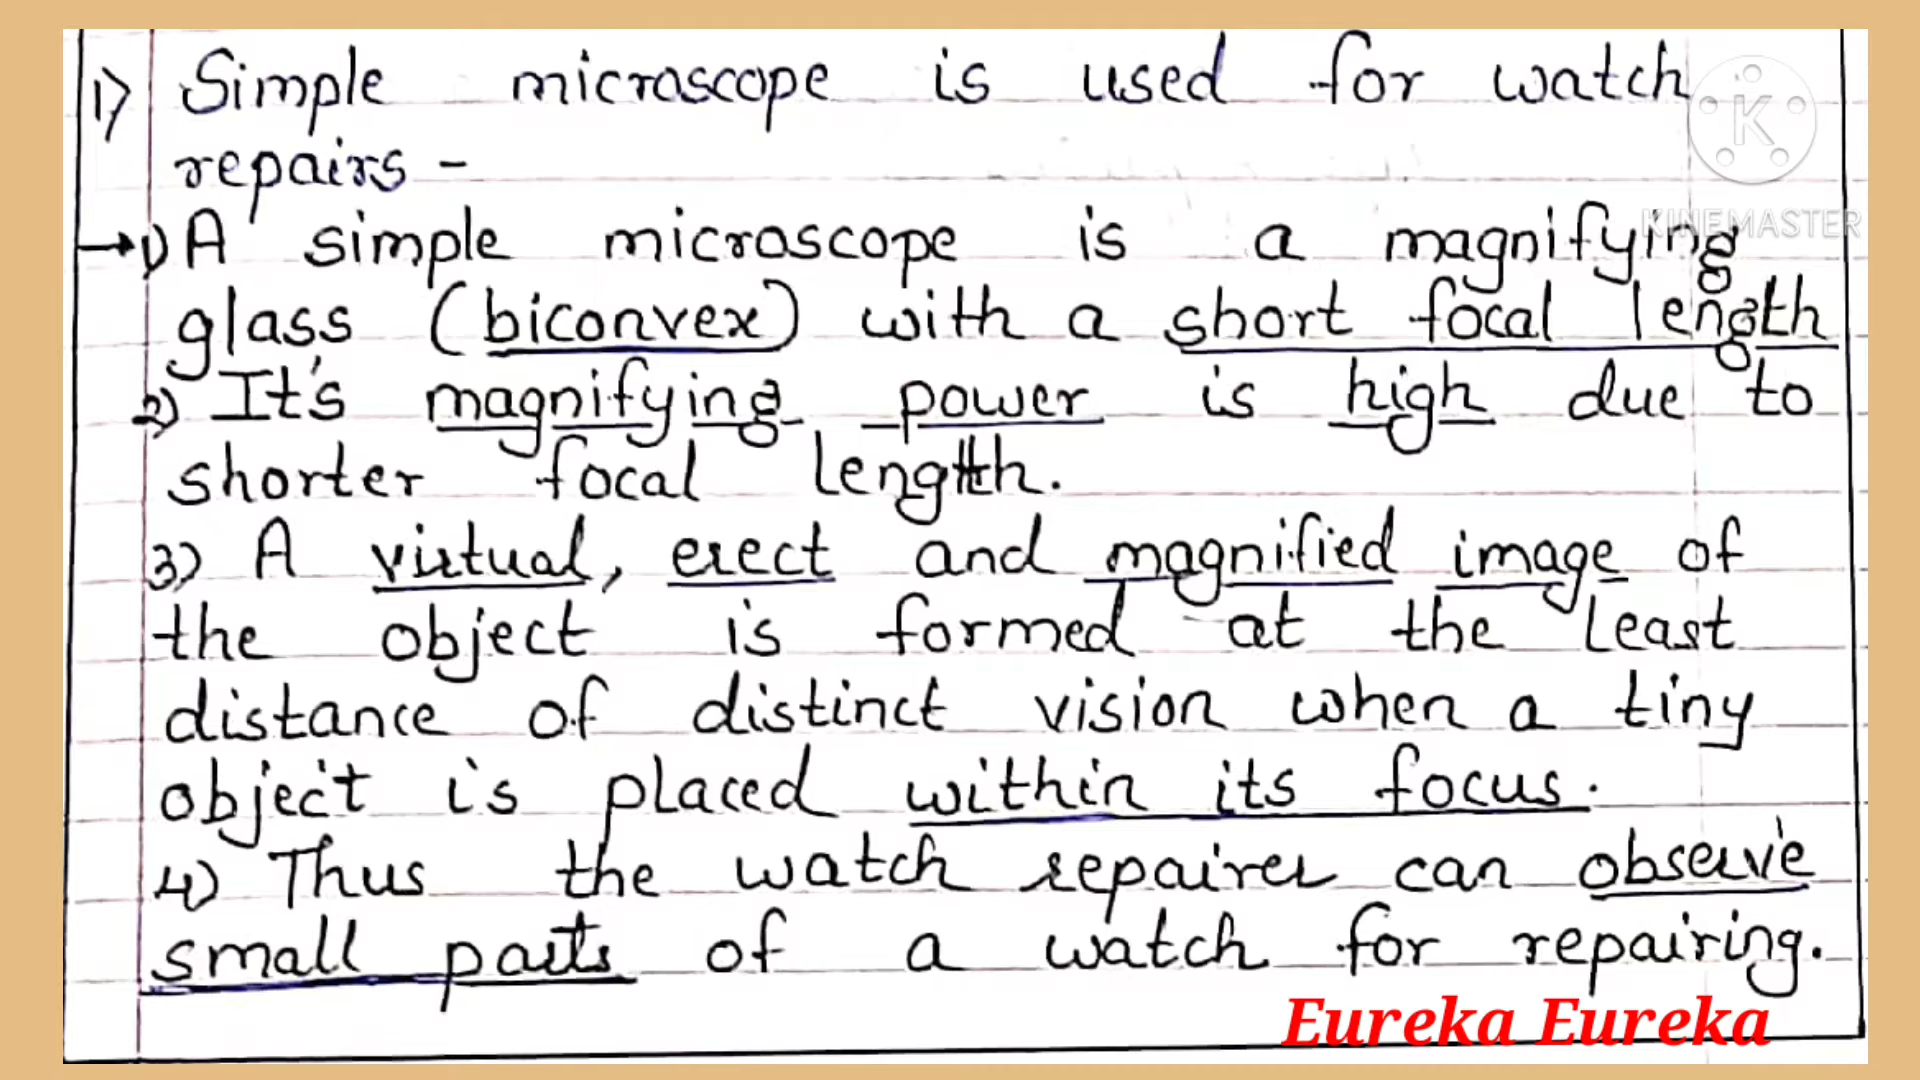 1) Simple microscope is used for watch
repairs -
→ 1) A simple microscope is a magnifying
glass (biconvex) with a short focal length
2) It's magnifying power is high due to
shorter focal length.
3) A virtual, erect and magnified image of
the object is formed at the least
distance of distinct vision when a tiny
object is placed within its focus.
4) Thus the watch repairer can observe
small parts of a watch for repairing.
K
KINEMASTER
Eureka Eureka